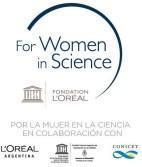 For Women
in Science
FONDATION
L'ORÉAL
POR LA MUJER EN LA CIENCIA
EN COLABORACIÓN CON
L'ORÉAL
ARGENTINA
CONICET